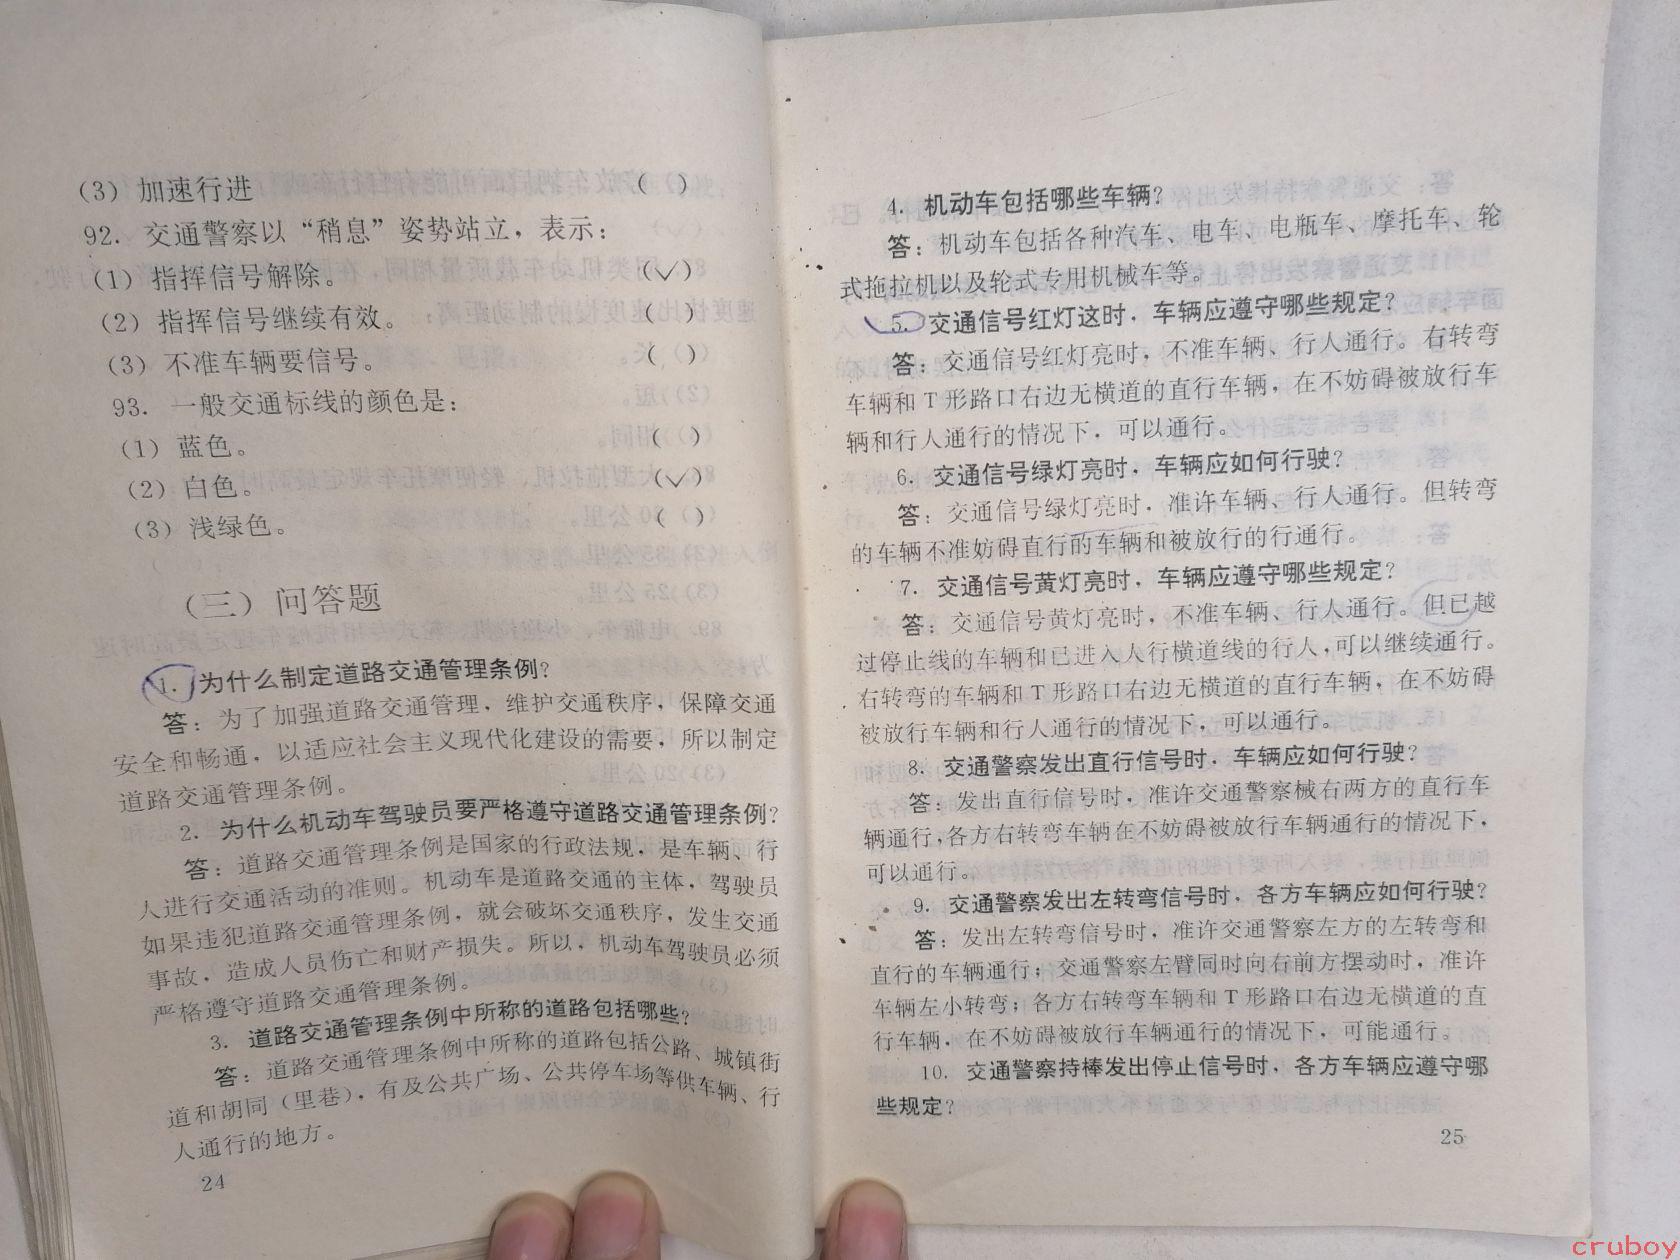 (3) 加速行进 ( )
92. 交通警察以“稍息”姿势站立，表示：
(1) 指挥信号解除。 (✓)
(2) 指挥信号继续有效。 ( )
(3) 不准车辆要信号。 ( )
93. 一般交通标线的颜色是：
(1) 蓝色。 ( )
(2) 白色。 (✓)
(3) 浅绿色。 ( )
(三) 问答题
1. 为什么制定道路交通管理条例？
答：为了加强道路交通管理，维护交通秩序，保障交通
安全和畅通，以适应社会主义现代化建设的需要，所以制定
道路交通管理条例。
2. 为什么机动车驾驶员要严格遵守道路交通管理条例？
答：道路交通管理条例是国家的行政法规，是车辆、行
人进行交通活动的准则。机动车是道路交通的主体，驾驶员
如果违犯道路交通管理条例，就会破坏交通秩序，发生交通
事故，造成人员伤亡和财产损失。所以，机动车驾驶员必须
严格遵守道路交通管理条例。
3. 道路交通管理条例中所称的道路包括哪些？
答：道路交通管理条例中所称的道路包括公路、城镇街
道和胡同（里巷），有及公共广场、公共停车场等供车辆、行
人通行的地方。
24
4. 机动车包括哪些车辆？
答：机动车包括各种汽车、电车、电瓶车、摩托车、轮
式拖拉机以及轮式专用机械车等。
5. 交通信号红灯这时，车辆应遵守哪些规定？
答：交通信号红灯亮时，不准车辆、行人通行。右转弯
车辆和 T 形路口右边无横道的直行车辆，在不妨碍被放行车
辆和行人通行的情况下，可以通行。
6. 交通信号绿灯亮时，车辆应如何行驶？
答：交通信号绿灯亮时，准许车辆、行人通行。但转弯
的车辆不准妨碍直行的车辆和被放行的行通行。
7. 交通信号黄灯亮时，车辆应遵守哪些规定？
答：交通信号黄灯亮时，不准车辆、行人通行。但已越
过停止线的车辆和已进入人行横道线的行人，可以继续通行。
右转弯的车辆和 T 形路口右边无横道的直行车辆，在不妨碍
被放行车辆和行人通行的情况下，可以通行。
8. 交通警察发出直行信号时，车辆应如何行驶？
答：发出直行信号时，准许交通警察械右两方的直行车
辆通行，各方右转弯车辆在不妨碍被放行车辆通行的情况下，
可以通行。
9. 交通警察发出左转弯信号时，各方车辆应如何行驶？
答：发出左转弯信号时，准许交通警察左方的左转弯和
直行的车辆通行；交通警察左臂同时向右前方摆动时，准许
车辆左小转弯；各方右转弯车辆和 T 形路口右边无横道的直
行车辆，在不妨碍被放行车辆通行的情况下，可能通行。
10. 交通警察持棒发出停止信号时，各方车辆应遵守哪
些规定？
25
cruboy